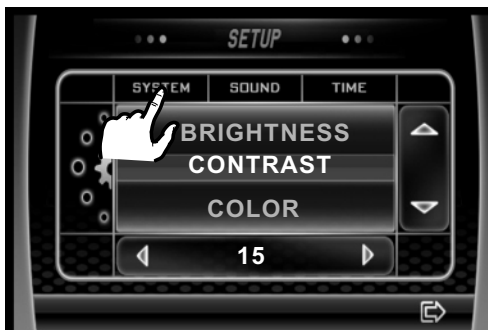 SETUP
SYSTEM SOUND TIME
BRIGHTNESS
CONTRAST
COLOR
15